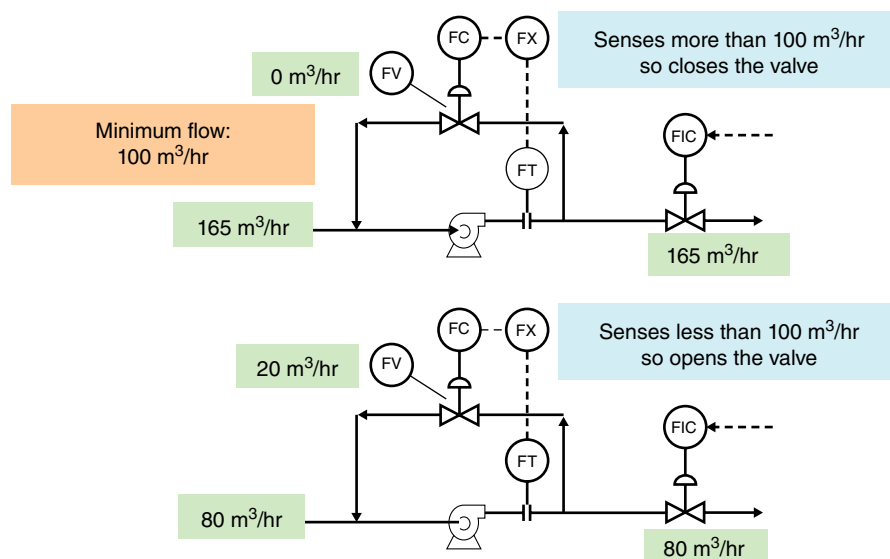 FC
FX
Senses more than 100 m³/hr
so closes the valve
0 m³/hr
FV
Minimum flow:
100 m³/hr
FIC
FT
165 m³/hr
165 m³/hr
FC
FX
Senses less than 100 m³/hr
so opens the valve
20 m³/hr
FV
FIC
FT
80 m³/hr
80 m³/hr